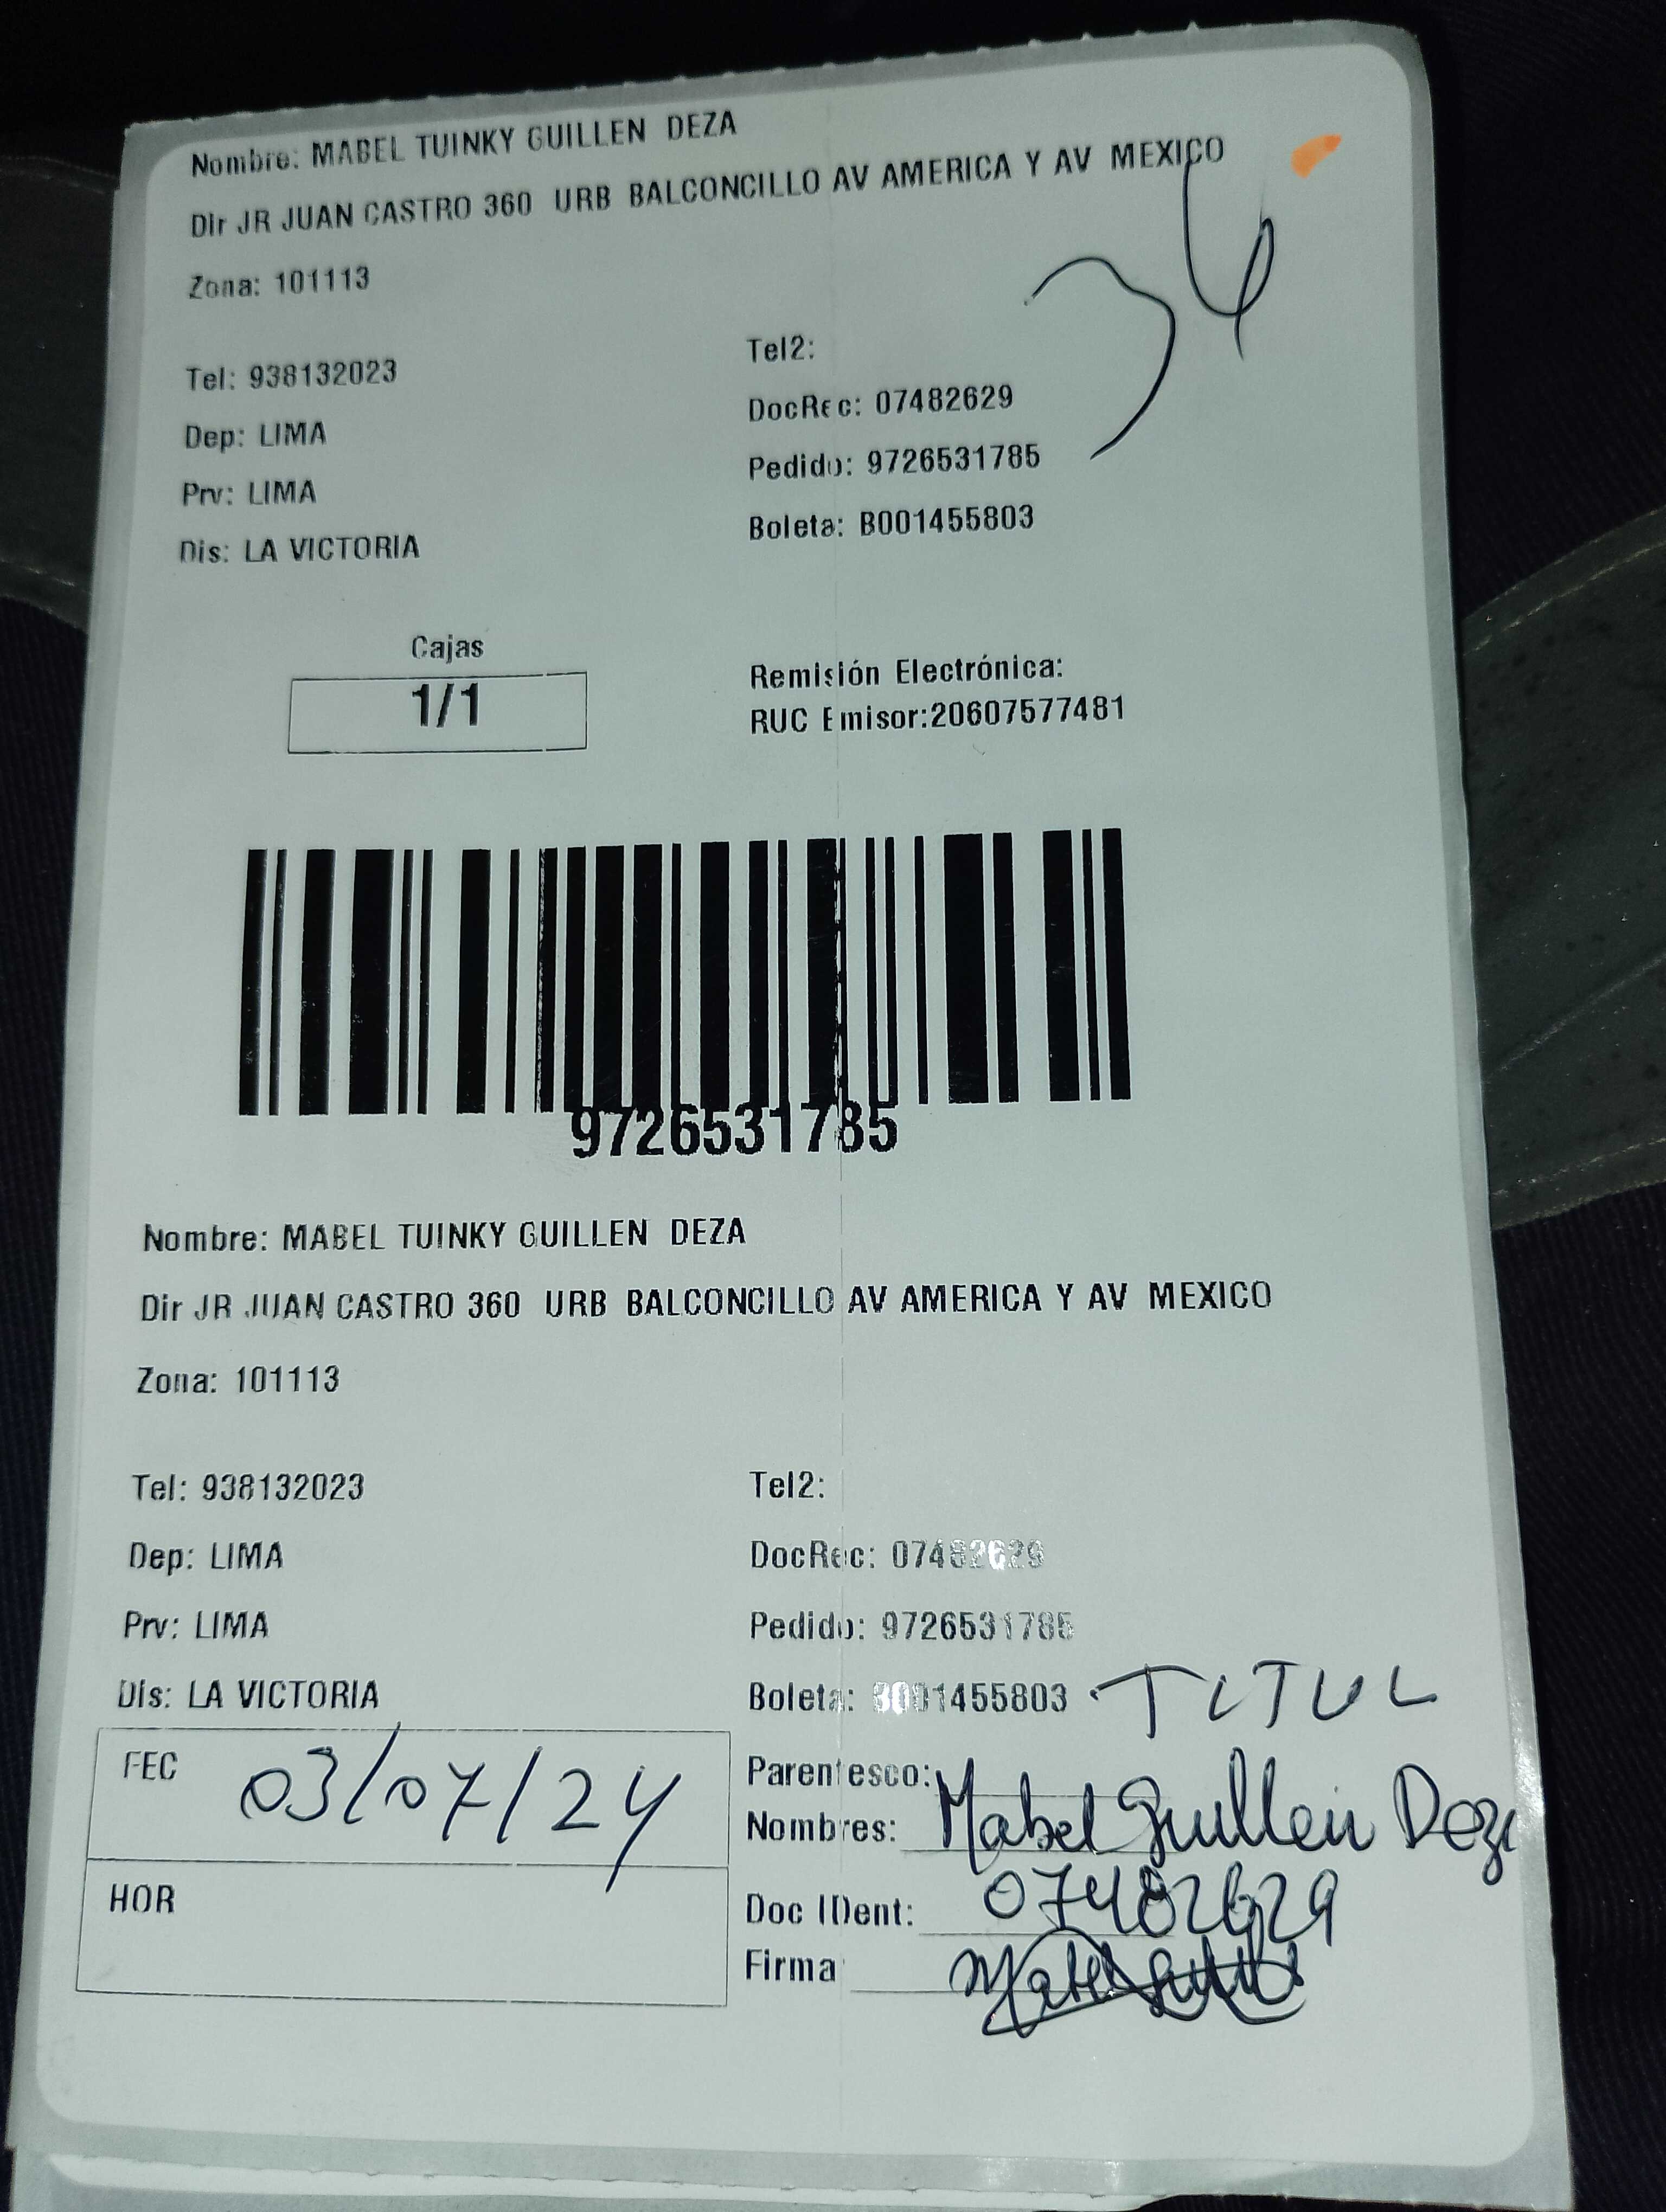 Nombre: MABEL TUINKY GUILLEN DEZA
Dir JR JUAN CASTRO 360 URB BALCONCILLO AV AMERICA Y AV MEXICO
Zona: 101113
34
Tel: 938132023
Tel2:
Dep: LIMA
DocRec: 07482629
Prv: LIMA
Pedido: 9726531785
Dis: LA VICTORIA
Boleta: B001455803
Cajas
1/1
Remisión Electrónica:
RUC Emisor:20607577481
9726531785
Nombre: MABEL TUINKY GUILLEN DEZA
Dir JR JUAN CASTRO 360 URB BALCONCILLO AV AMERICA Y AV MEXICO
Zona: 101113
Tel: 938132023
Tel2:
Dep: LIMA
DocRec: 07482629
Prv: LIMA
Pedido: 9726531785
Dis: LA VICTORIA
Boleta: B001455803 TITUL
FEC 03/07/24
Parentesco:
Nombres: Mabel Guillen Deza
HOR
Doc IDent: 07482629
Firma